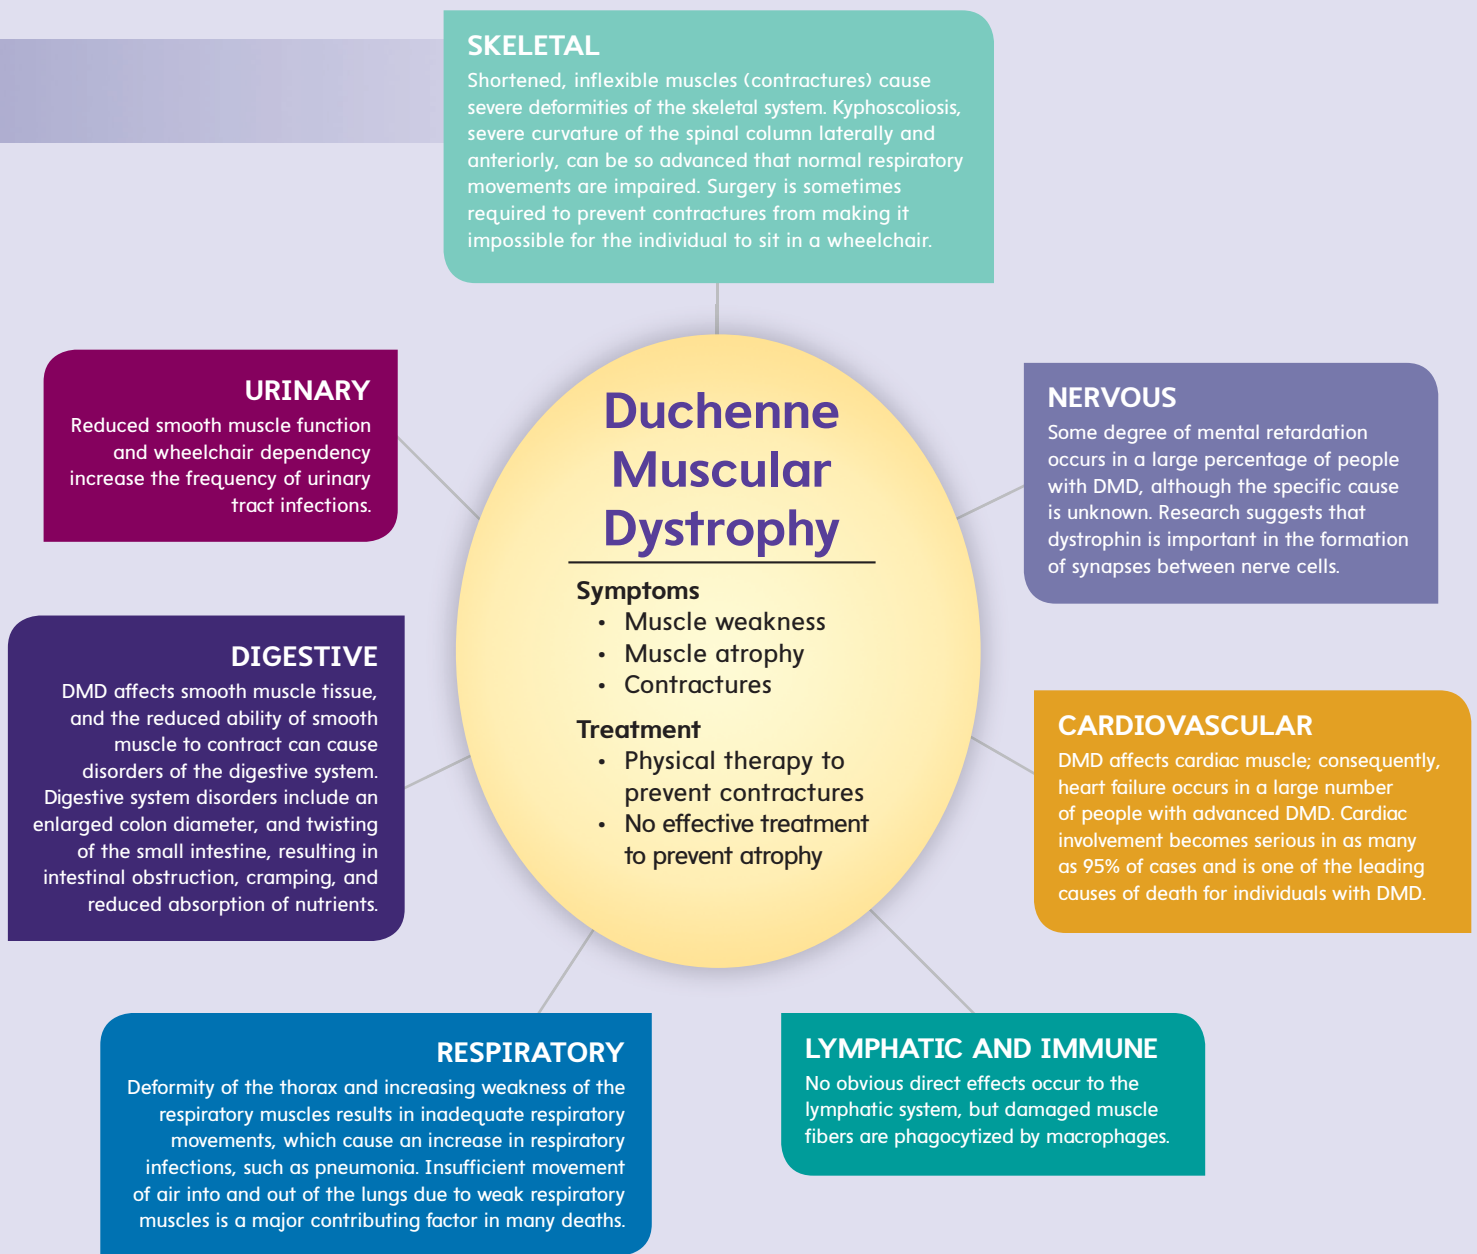 SKELETAL
Shortened, inflexible muscles (contractures) cause
severe deformities of the skeletal system. Kyphoscoliosis,
severe curvature of the spinal column laterally and
anteriorly, can be so advanced that normal respiratory
movements are impaired. Surgery is sometimes
required to prevent contractures from making it
impossible for the individual to sit in a wheelchair.
URINARY
Reduced smooth muscle function
and wheelchair dependency
increase the frequency of urinary
tract infections.
Duchenne
Muscular
Dystrophy
Symptoms
• Muscle weakness
• Muscle atrophy
• Contractures
Treatment
• Physical therapy to
prevent contractures
• No effective treatment
to prevent atrophy
NERVOUS
Some degree of mental retardation
occurs in a large percentage of people
with DMD, although the specific cause
is unknown. Research suggests that
dystrophin is important in the formation
of synapses between nerve cells.
DIGESTIVE
DMD affects smooth muscle tissue,
and the reduced ability of smooth
muscle to contract can cause
disorders of the digestive system.
Digestive system disorders include an
enlarged colon diameter, and twisting
of the small intestine, resulting in
intestinal obstruction, cramping, and
reduced absorption of nutrients.
CARDIOVASCULAR
DMD affects cardiac muscle; consequently,
heart failure occurs in a large number
of people with advanced DMD. Cardiac
involvement becomes serious in as many
as 95% of cases and is one of the leading
causes of death for individuals with DMD.
RESPIRATORY
Deformity of the thorax and increasing weakness of the
respiratory muscles results in inadequate respiratory
movements, which cause an increase in respiratory
infections, such as pneumonia. Insufficient movement
of air into and out of the lungs due to weak respiratory
muscles is a major contributing factor in many deaths.
LYMPHATIC AND IMMUNE
No obvious direct effects occur to the
lymphatic system, but damaged muscle
fibers are phagocytized by macrophages.